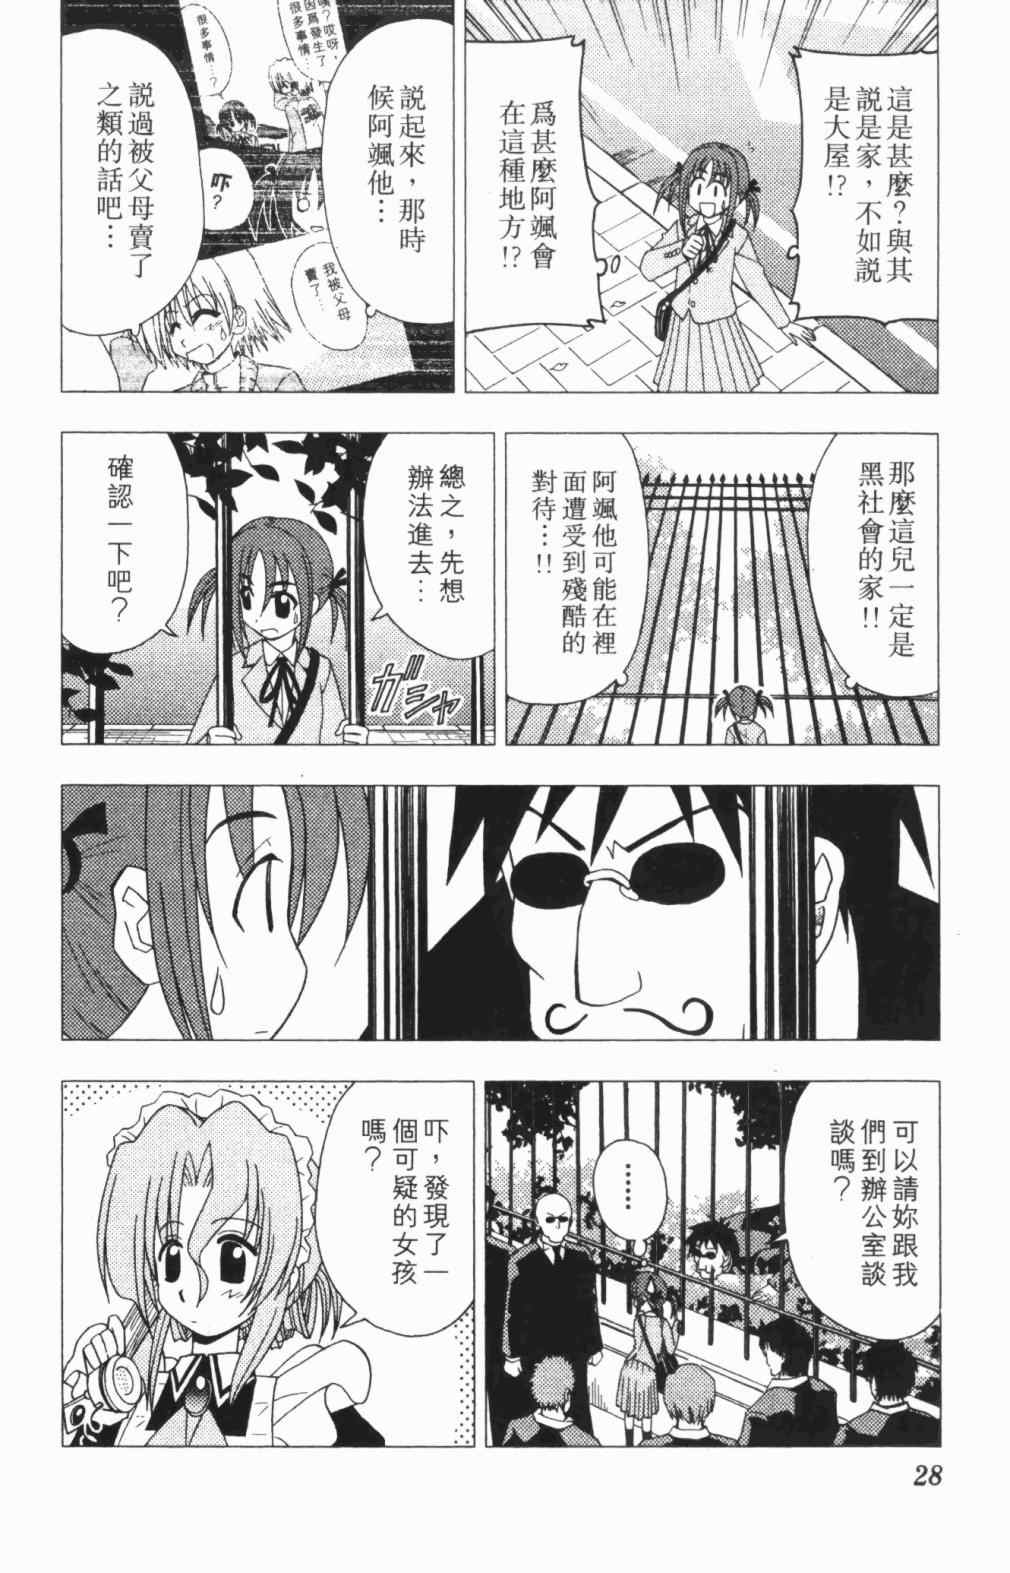 這是甚麼?與其
說是家,不如說
是大屋!?
爲甚麼阿颯會
在這種地方!?
說起來,那時
候阿颯他…
嘎?哎呀,
因爲發生了
很多事情
很多事情…?
吓?
我被父母
賣了…
說過被父母賣了
之類的話吧…
那麼這兒一定是
黑社會的家!!
阿颯他可能在裡
面遭受到殘酷的
對待…!!
總之,先想
辦法進去…
ガシャ
確認一下吧?
可以請妳跟我
們到辦公室談
談嗎?
……
吓,發現了一
個可疑的女孩
嗎?
28